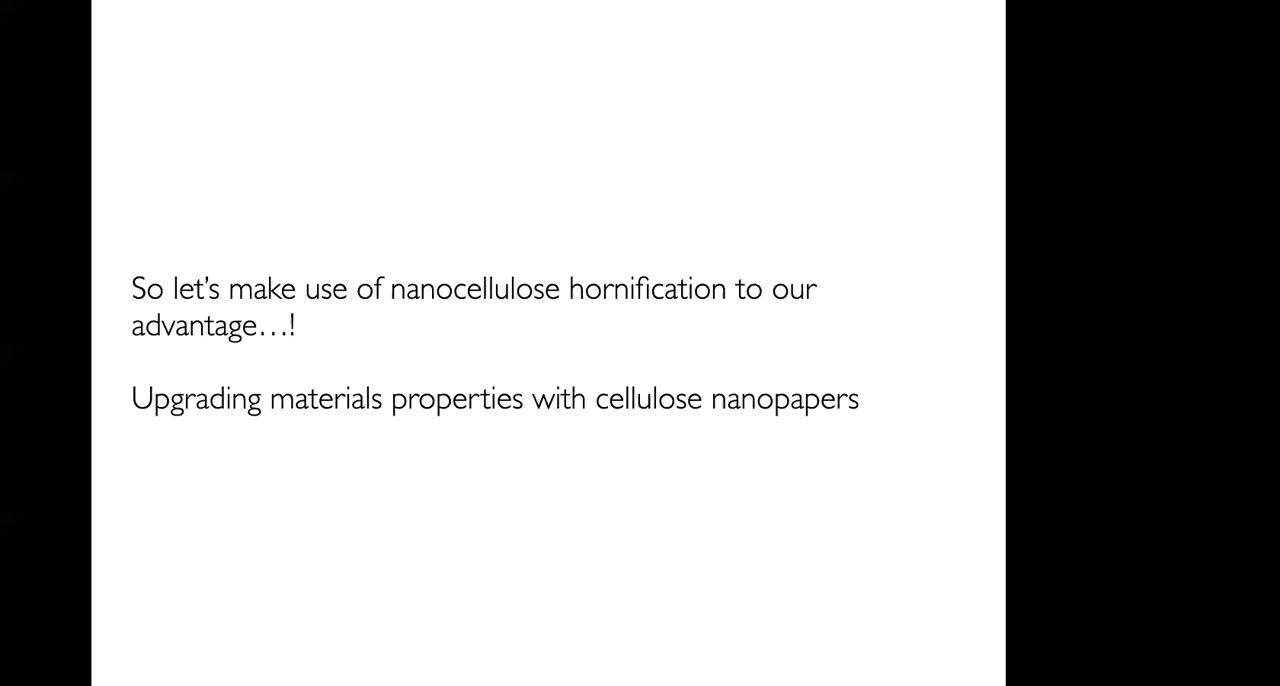 So let’s make use of nanocellulose hornification to our
advantage…!
Upgrading materials properties with cellulose nanopapers